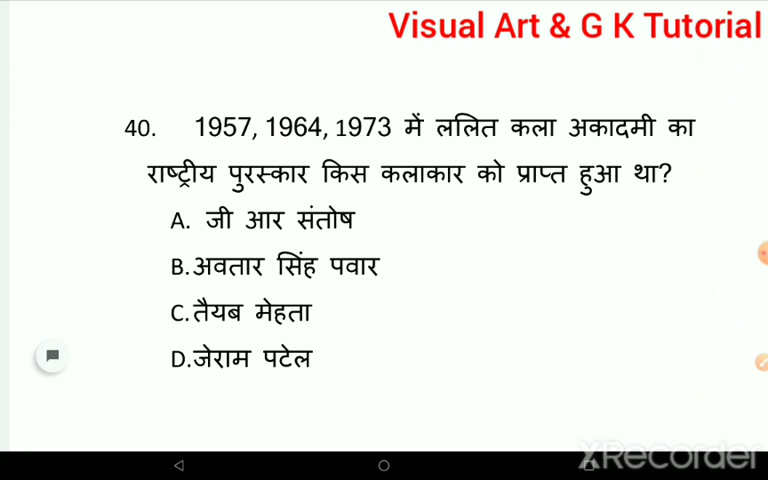 Visual Art & G K Tutorial
40. 1957, 1964, 1973 में ललित कला अकादमी का
राष्ट्रीय पुरस्कार किस कलाकार को प्राप्त हुआ था?
A. जी आर संतोष
B.अवतार सिंह पवार
C.तैयब मेहता
D.जेराम पटेल
XRecorder